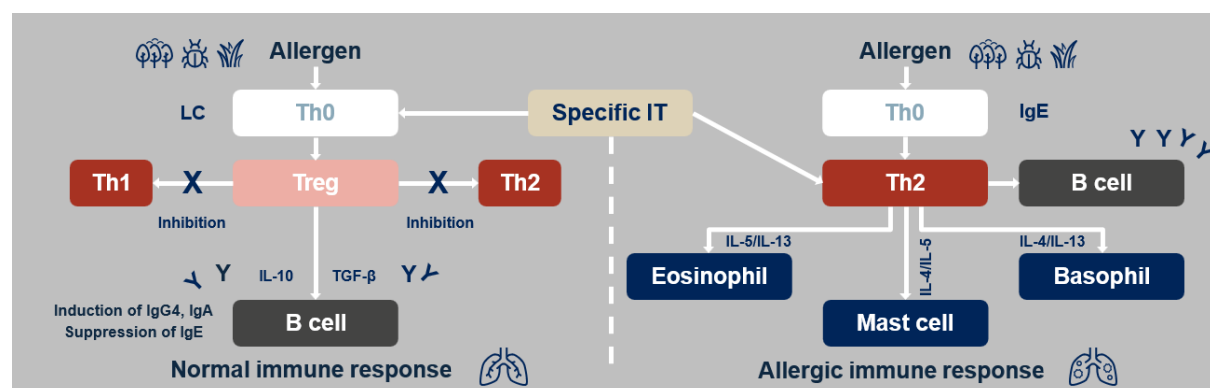 Allergen
Allergen
LC
Th0
Specific IT
Th0
IgE
Th1
X
Treg
X
Th2
Th2
B cell
Inhibition
Inhibition
IL-5/IL-13
IL-4/IL-5
IL-4/IL-13
IL-10
TGF-β
Eosinophil
Basophil
Induction of IgG4, IgA
Suppression of IgE
B cell
Mast cell
Normal immune response
Allergic immune response